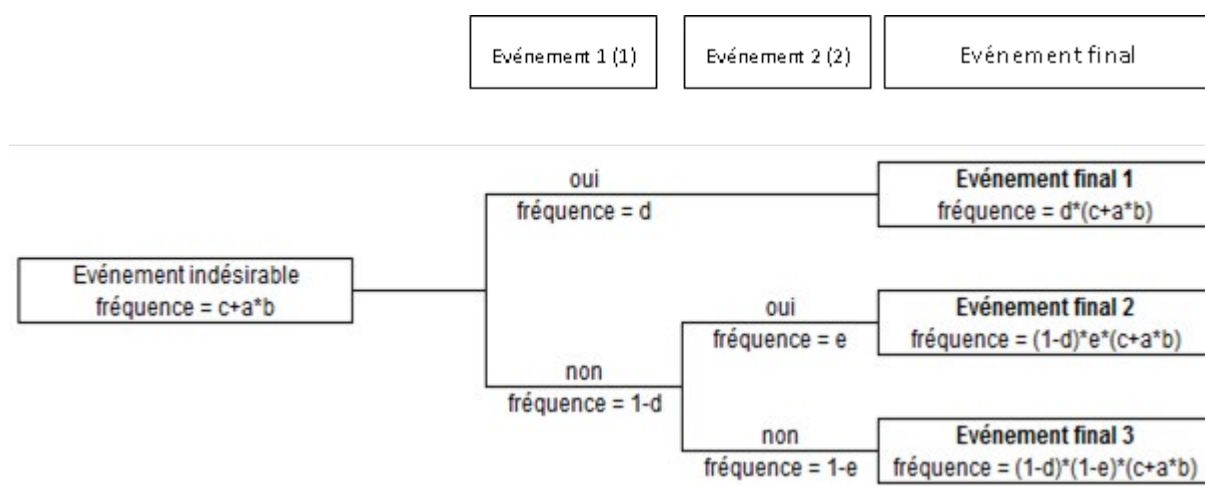 Evénement 1 (1)
Evénement 2 (2)
Evénement final
oui
fréquence = d
Evénement final 1
fréquence = d*(c+a*b)
Evénement indésirable
fréquence = c+a*b
oui
fréquence = e
Evénement final 2
fréquence = (1-d)*e*(c+a*b)
non
fréquence = 1-d
non
fréquence = 1-e
Evénement final 3
fréquence = (1-d)*(1-e)*(c+a*b)